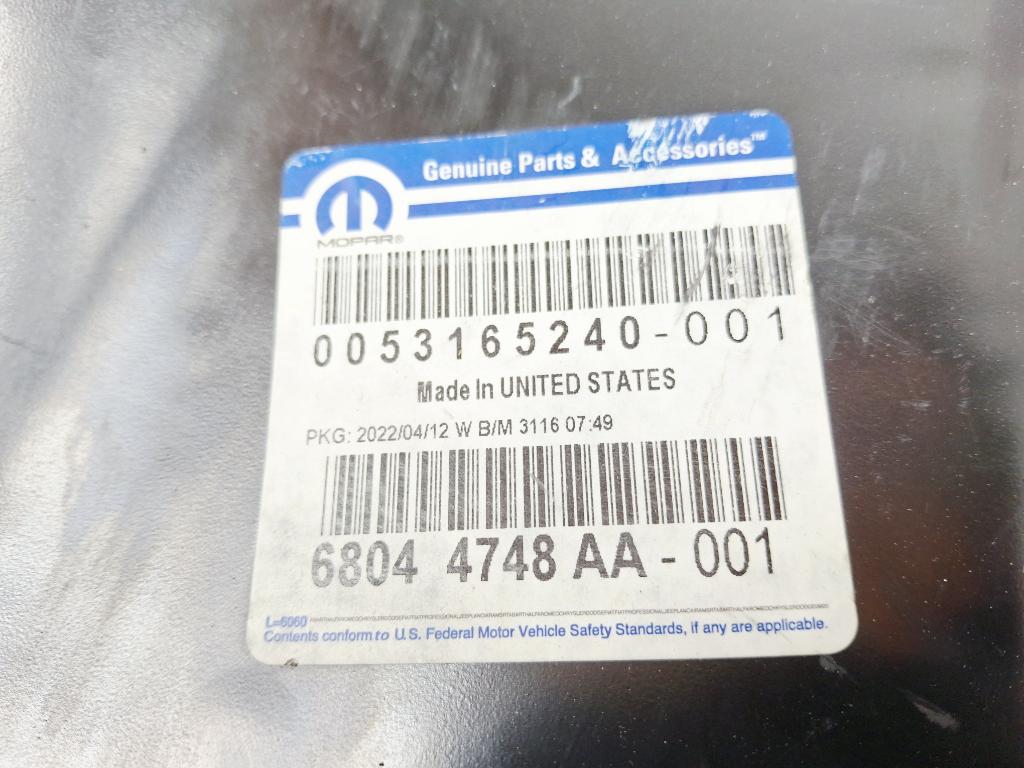 Genuine Parts & Accessories™
MOPAR®
0053165240-001
Made In UNITED STATES
PKG: 2022/04/12 W B/M 3116 07:49
6804 4748 AA-001
L=6060
Contents conform to U.S. Federal Motor Vehicle Safety Standards, if any are applicable.